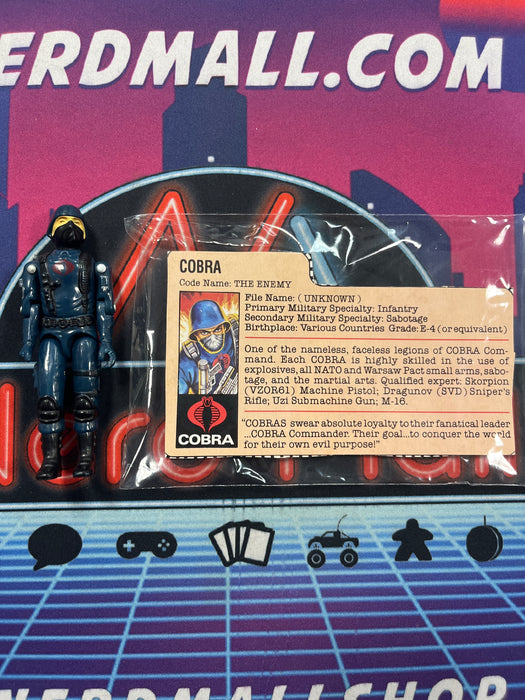 NERDMALL.COM
COBRA
Code Name: THE ENEMY
File Name: (UNKNOWN)
Primary Military Specialty: Infantry
Secondary Military Specialty: Sabotage
Birthplace: Various Countries Grade: E-4 (or equivalent)
One of the nameless, faceless legions of COBRA Com-
mand. Each COBRA is highly skilled in the use of
explosives, all NATO and Warsaw Pact small arms, sabo-
tage, and the martial arts. Qualified expert: Skorpion
(VZOR61) Machine Pistol; Dragunov (SVD) Sniper's
Rifle; Uzi Submachine Gun; M-16.
"COBRAS swear absolute loyalty to their fanatical leader
...COBRA Commander. Their goal...to conquer the world
for their own evil purpose!"
COBRA
NERDMALLSHOP